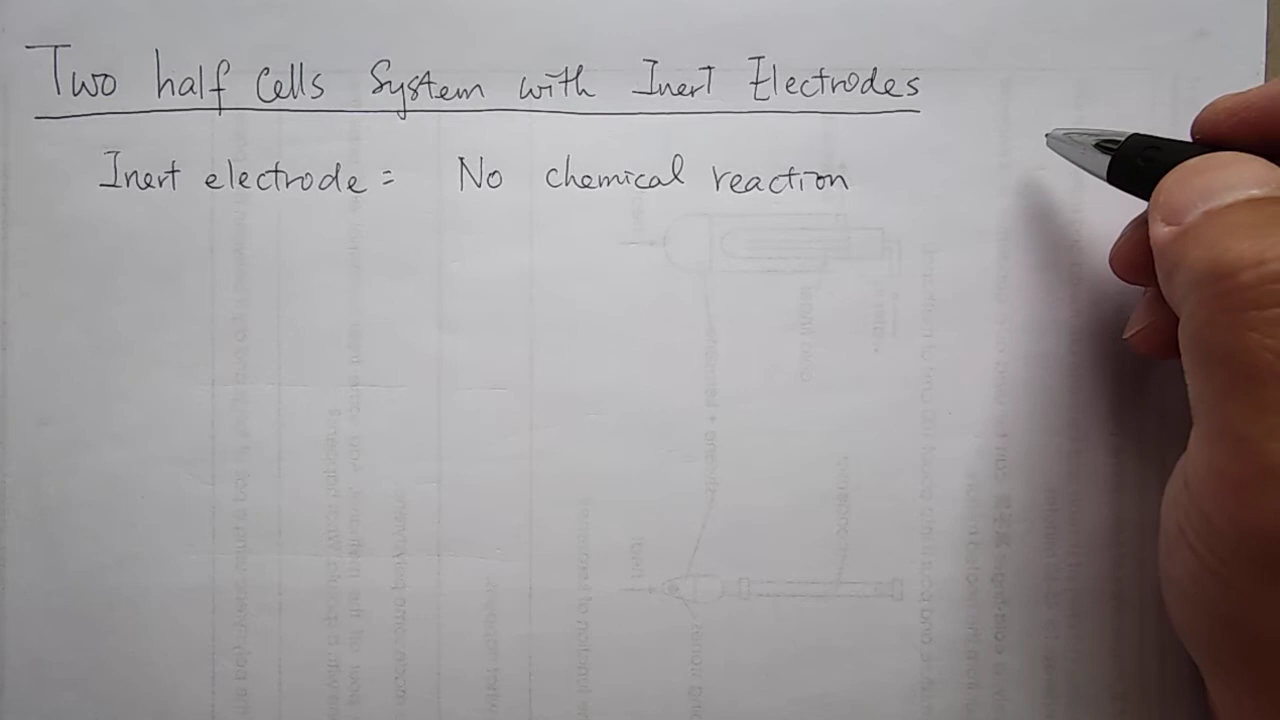 Two half Cells System with Inert Electrodes
Inert electrode = No chemical reaction